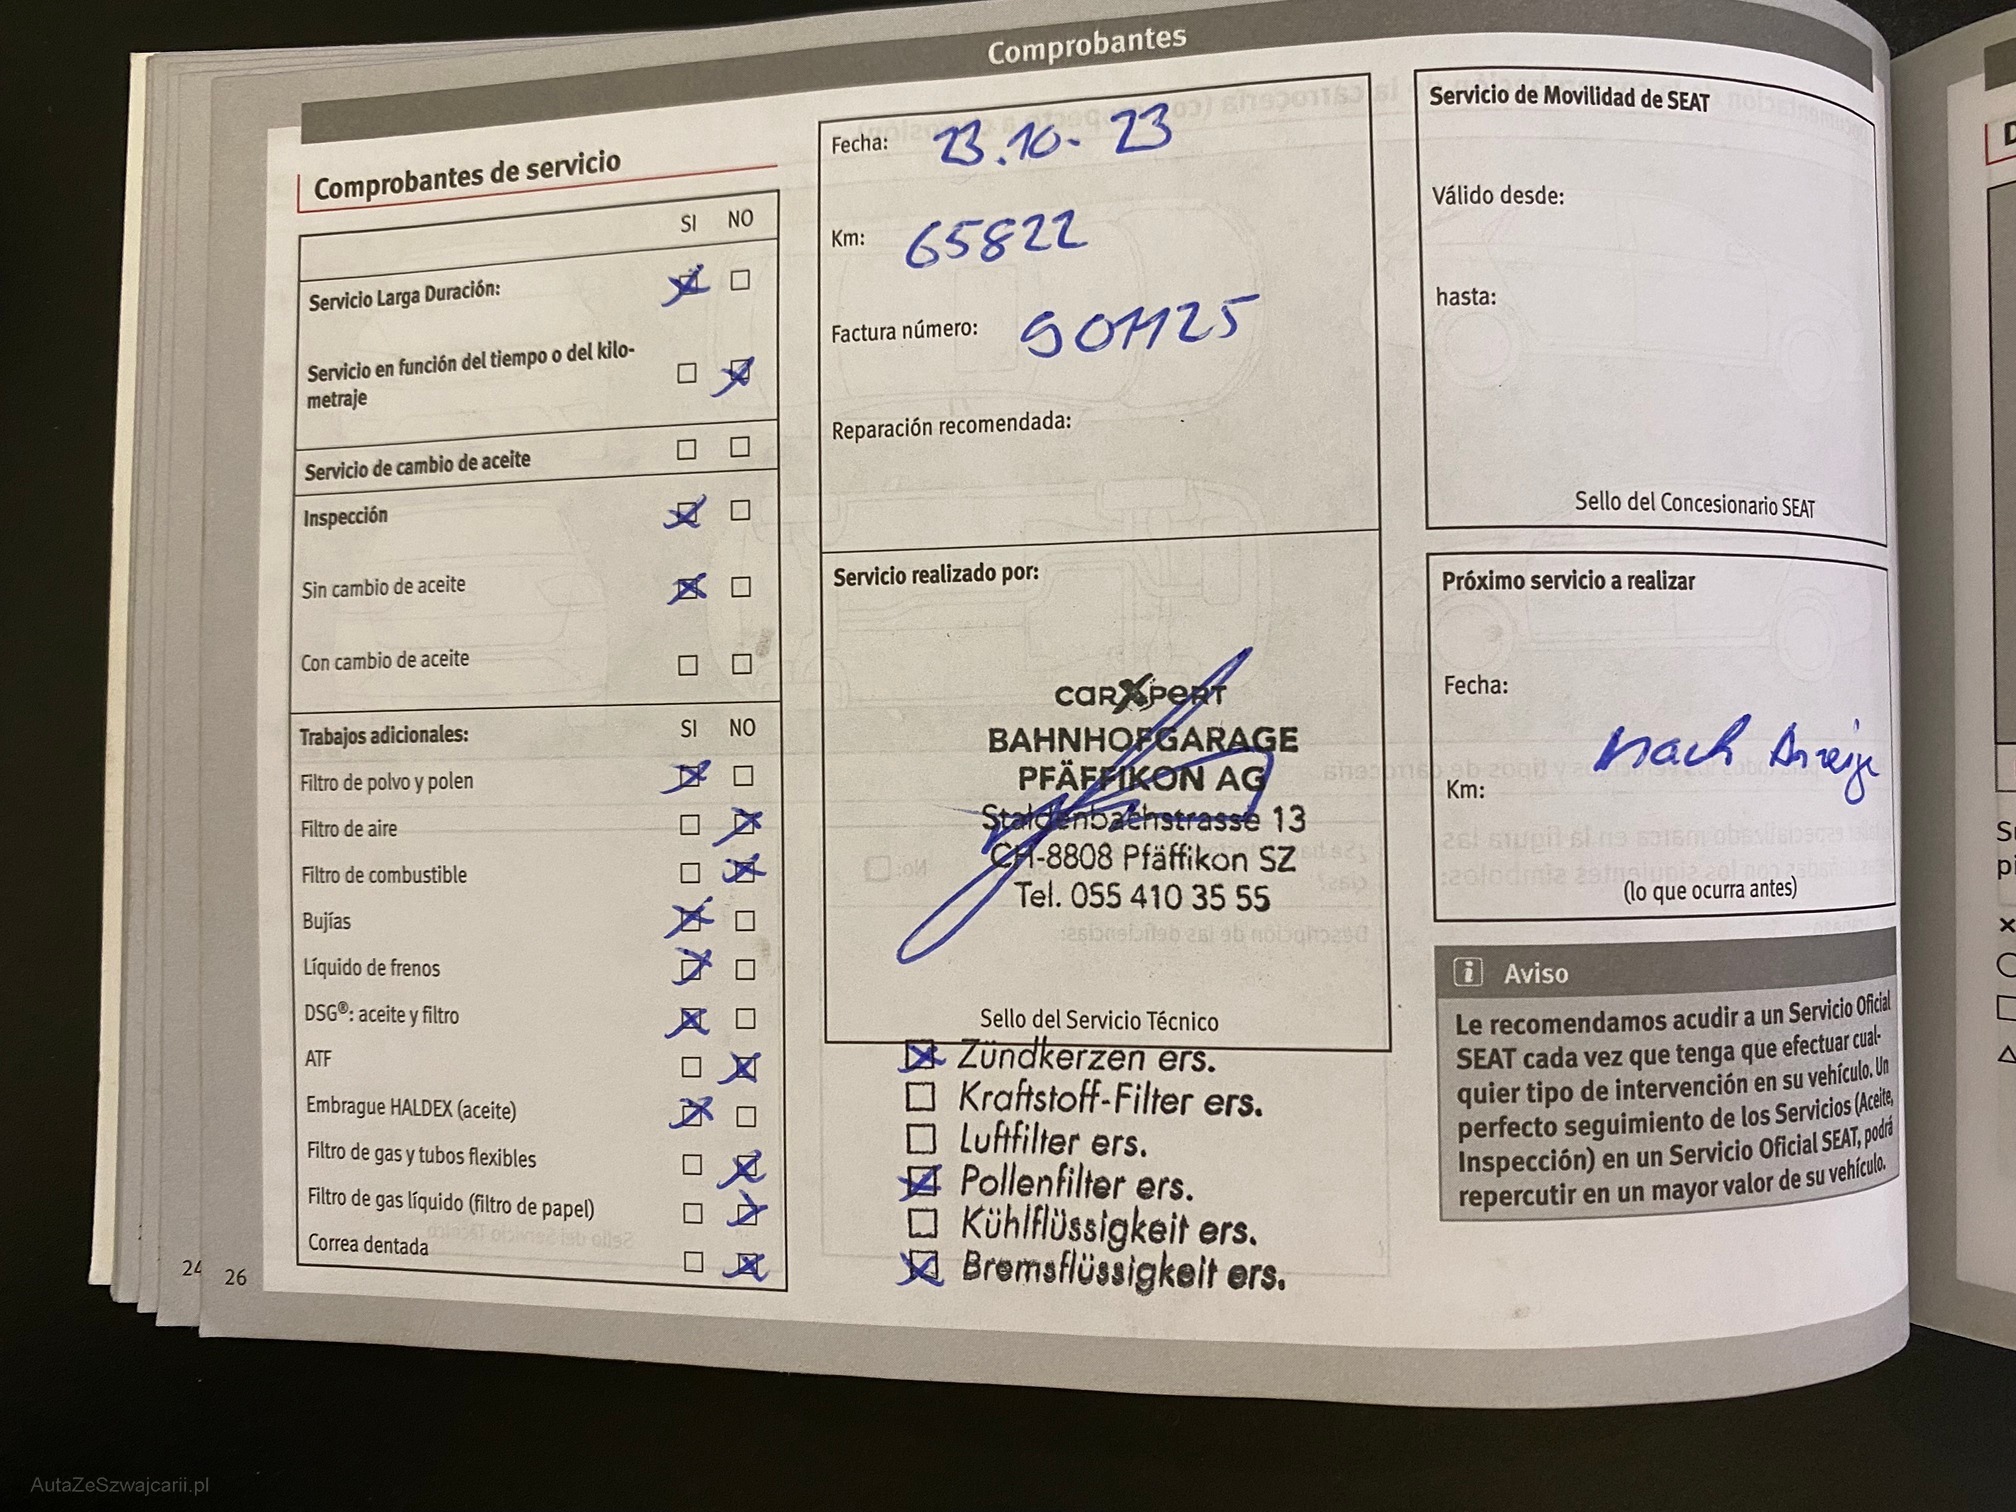 Comprobantes
Comprobantes de servicio
SI NO
Servicio Larga Duración:
Servicio en función del tiempo o del kilo-
metraje
Servicio de cambio de aceite
Inspección
Sin cambio de aceite
Con cambio de aceite
Trabajos adicionales: SI NO
Filtro de polvo y polen
Filtro de aire
Filtro de combustible
Bujías
Líquido de frenos
DSG®: aceite y filtro
ATF
Embrague HALDEX (aceite)
Filtro de gas y tubos flexibles
Filtro de gas líquido (filtro de papel)
Correa dentada
24
26
Fecha: 23.10.23
Km: 65822
Factura número: 901125
Reparación recomendada:
Servicio realizado por:
carXpert
BAHNHOFGARAGE
PFÄFFIKON AG
Staldenbachstrasse 13
CH-8808 Pfäffikon SZ
Tel. 055 410 35 55
Sello del Servicio Técnico
Zündkerzen ers.
Kraftstoff-Filter ers.
Luftfilter ers.
Pollenfilter ers.
Kühlflüssigkeit ers.
Bremsflüssigkeit ers.
Servicio de Movilidad de SEAT
Válido desde:
hasta:
Sello del Concesionario SEAT
Próximo servicio a realizar
Fecha:
nach Anzeige
Km:
(lo que ocurra antes)
i Aviso
Le recomendamos acudir a un Servicio Oficial
SEAT cada vez que tenga que efectuar cual-
quier tipo de intervención en su vehículo. Un
perfecto seguimiento de los Servicios (Aceite,
Inspección) en un Servicio Oficial SEAT, podrá
repercutir en un mayor valor de su vehículo.
AutaZeSzwajcarii.pl